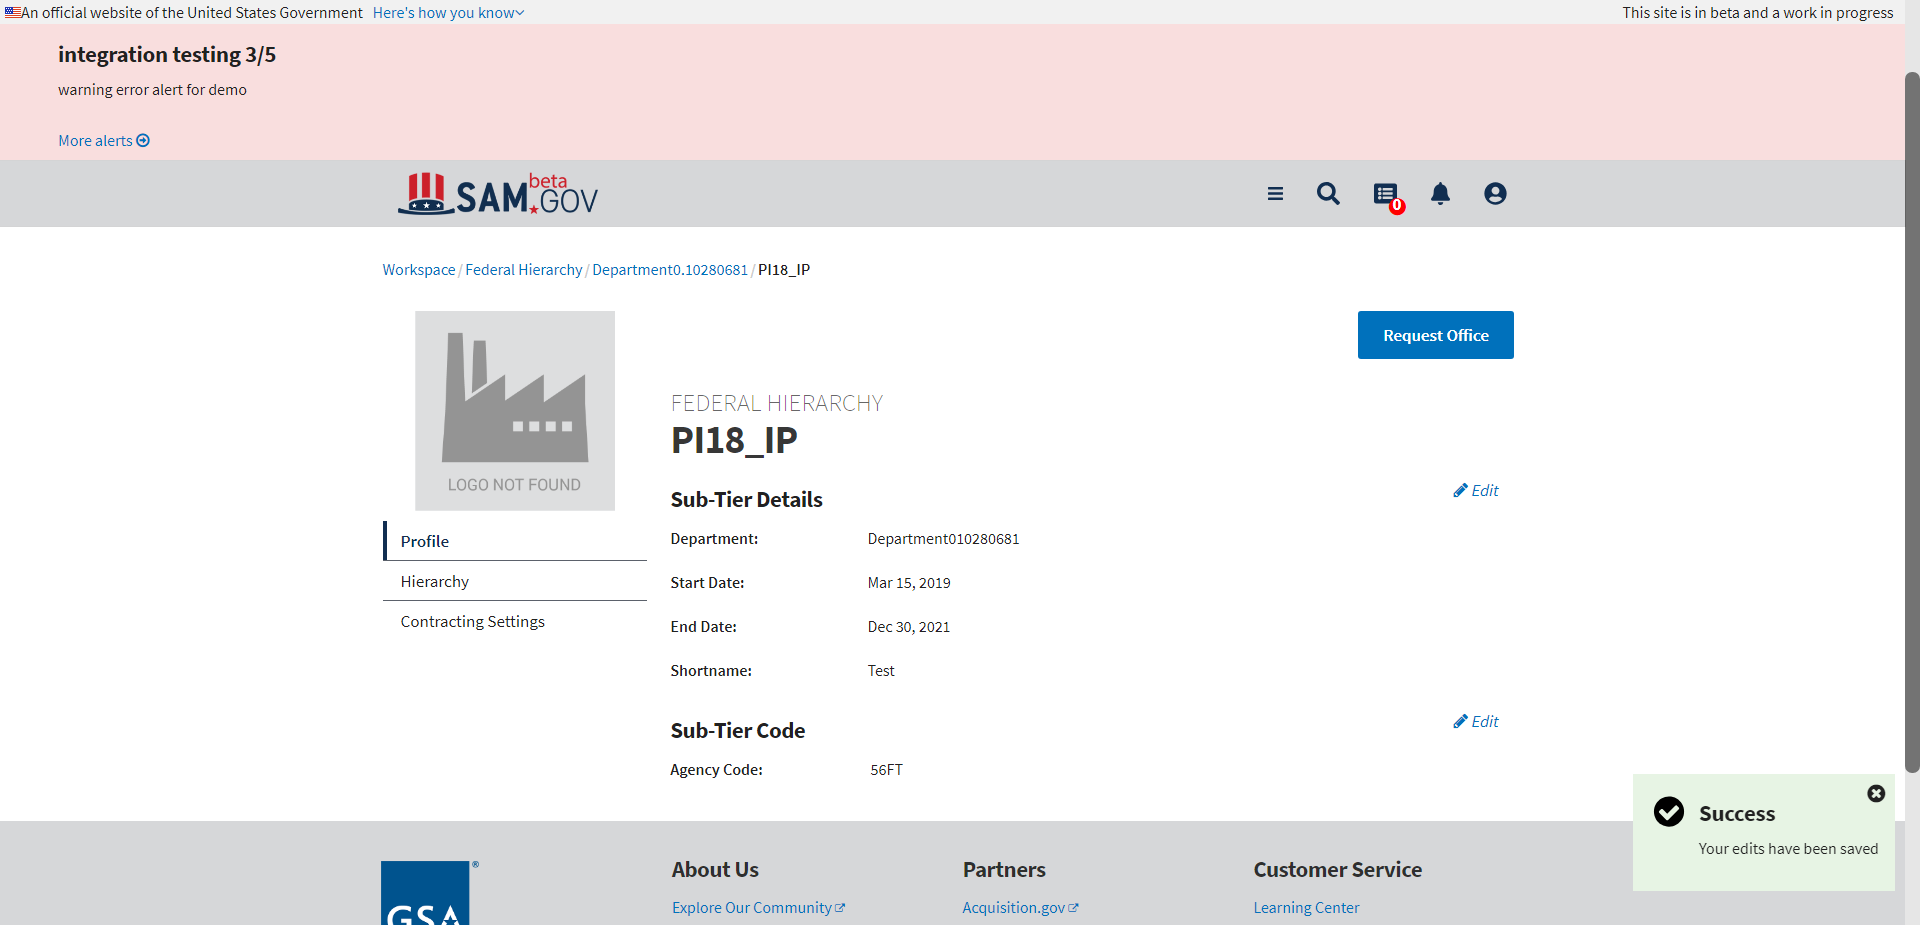 An official website of the United States Government Here's how you know
This site is in beta and a work in progress
integration testing 3/5
warning error alert for demo
More alerts
SAM.GOV beta
0
Workspace / Federal Hierarchy / Department0.10280681 / PI18_IP
LOGO NOT FOUND
Request Office
FEDERAL HIERARCHY
PI18_IP
Profile
Hierarchy
Contracting Settings
Sub-Tier Details
Edit
Department: Department010280681
Start Date: Mar 15, 2019
End Date: Dec 30, 2021
Shortname: Test
Sub-Tier Code
Edit
Agency Code: 56FT
Success
Your edits have been saved
GSA
®
About Us
Explore Our Community
Partners
Acquisition.gov
Customer Service
Learning Center